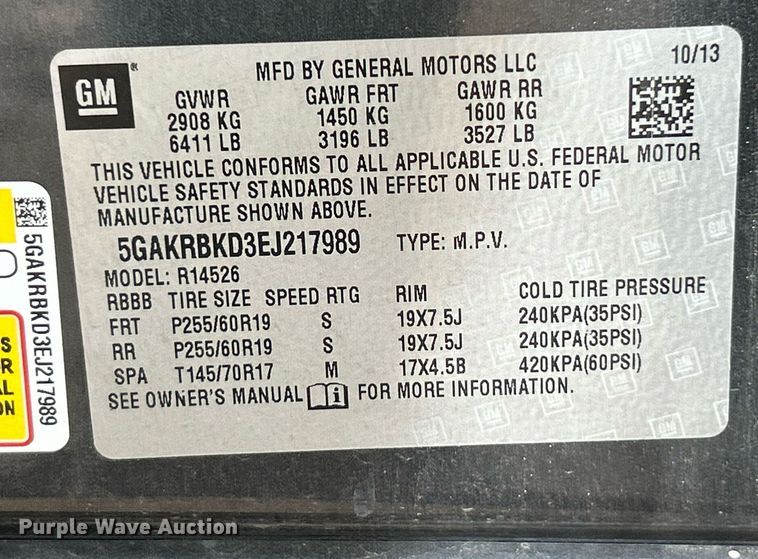 GM
MFD BY GENERAL MOTORS LLC
10/13
GVWR GAWR FRT GAWR RR
2908 KG 1450 KG 1600 KG
6411 LB 3196 LB 3527 LB
THIS VEHICLE CONFORMS TO ALL APPLICABLE U.S. FEDERAL MOTOR
VEHICLE SAFETY STANDARDS IN EFFECT ON THE DATE OF
MANUFACTURE SHOWN ABOVE.
5GAKRBKD3EJ217989 TYPE: M.P.V.
MODEL: R14526
RBBB TIRE SIZE SPEED RTG RIM COLD TIRE PRESSURE
FRT P255/60R19 S 19X7.5J 240KPA(35PSI)
RR P255/60R19 S 19X7.5J 240KPA(35PSI)
SPA T145/70R17 M 17X4.5B 420KPA(60PSI)
SEE OWNER'S MANUAL i FOR MORE INFORMATION.
5GAKRBKD3EJ217989
S
R
AL
ON
Purple Wave Auction